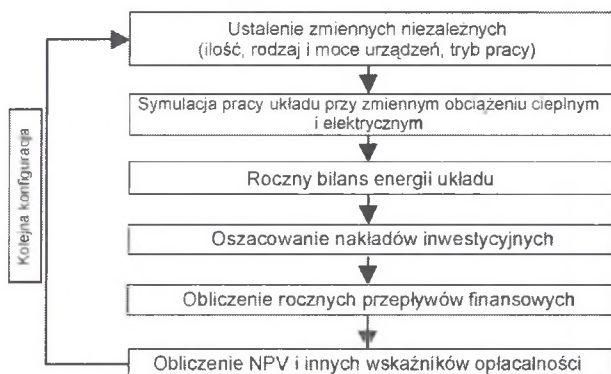 Ustalenie zmiennych niezależnych
(ilość, rodzaj i moce urządzeń, tryb pracy)
Symulacja pracy układu przy zmiennym obciążeniu cieplnym
i elektrycznym
Roczny bilans energii układu
Oszacowanie nakładów inwestycyjnych
Obliczenie rocznych przepływów finansowych
Obliczenie NPV i innych wskaźników opłacalności
Kolejna konfiguracja